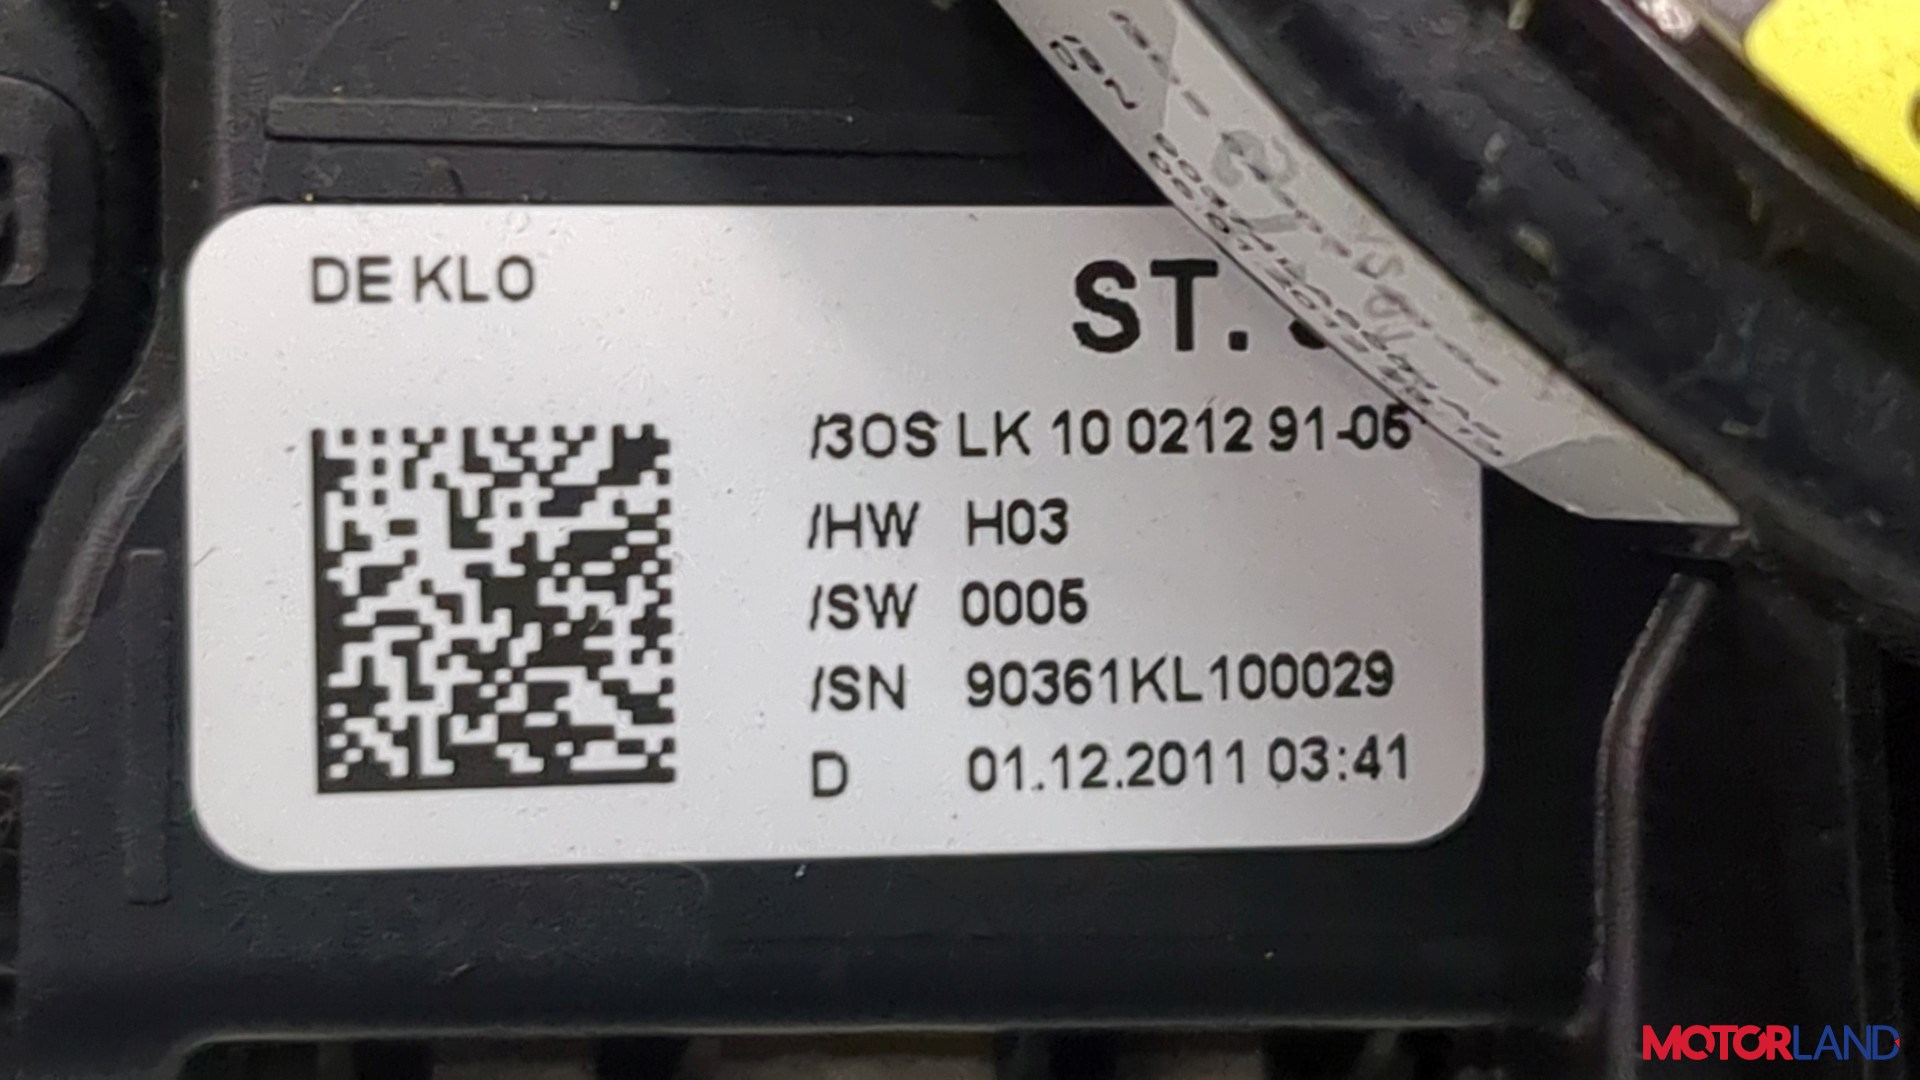 DE KLO
ST.
/3OS LK 10 0212 91-05
/HW H03
/SW 0005
/SN 90361KL100029
D 01.12.2011 03:41
MOTORLAND